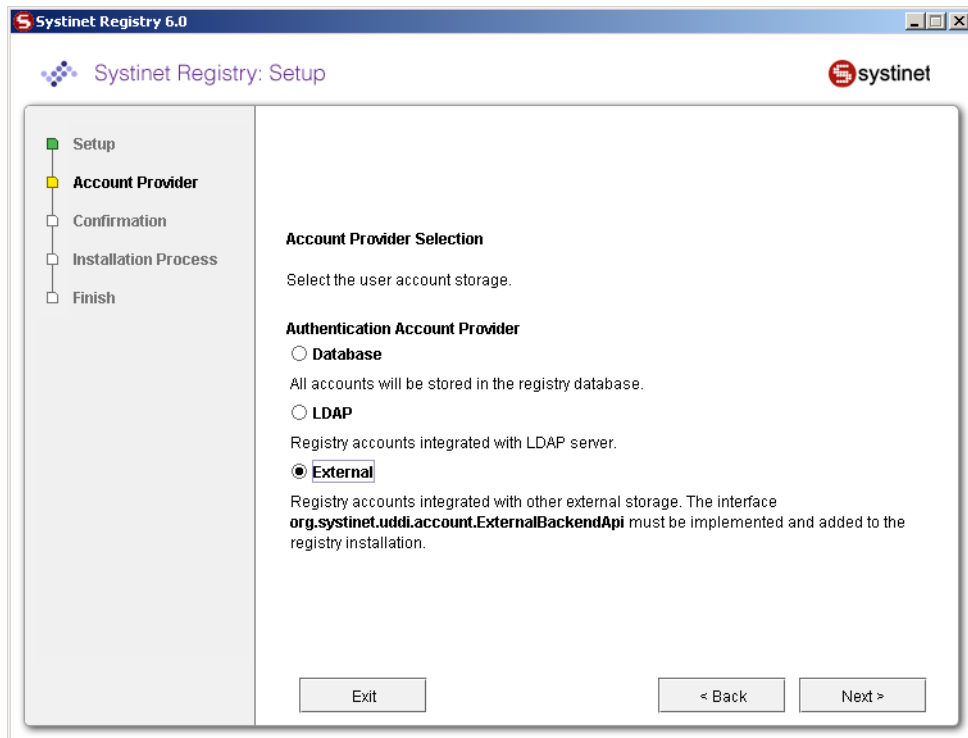 Systinet Registry 6.0
Systinet Registry: Setup
systinet
Setup
Account Provider
Confirmation
Installation Process
Finish
Account Provider Selection
Select the user account storage.
Authentication Account Provider
Database
All accounts will be stored in the registry database.
LDAP
Registry accounts integrated with LDAP server.
External
Registry accounts integrated with other external storage. The interface
org.systinet.uddi.account.ExternalBackendApi must be implemented and added to the
registry installation.
Exit
< Back
Next >